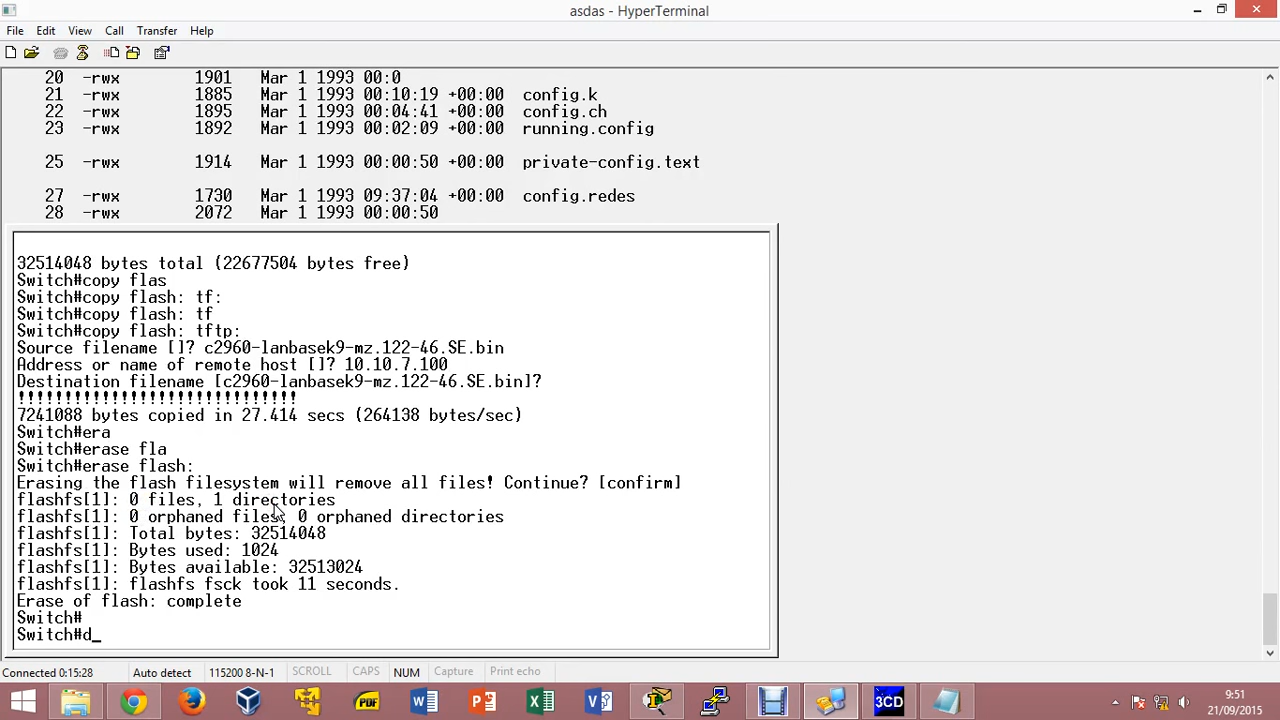 asdas - HyperTerminal
File Edit View Call Transfer Help
20 -rwx 1901 Mar 1 1993 00:0
21 -rwx 1885 Mar 1 1993 00:10:19 +00:00 config.k
22 -rwx 1895 Mar 1 1993 00:04:41 +00:00 config.ch
23 -rwx 1892 Mar 1 1993 00:02:09 +00:00 running.config
25 -rwx 1914 Mar 1 1993 00:00:50 +00:00 private-config.text
27 -rwx 1730 Mar 1 1993 09:37:04 +00:00 config.redes
28 -rwx 2072 Mar 1 1993 00:00:50
32514048 bytes total (22677504 bytes free)
Switch#copy flas
Switch#copy flash: tf:
Switch#copy flash: tf
Switch#copy flash: tftp:
Source filename []? c2960-lanbasek9-mz.122-46.SE.bin
Address or name of remote host []? 10.10.7.100
Destination filename [c2960-lanbasek9-mz.122-46.SE.bin]?
!!!!!!!!!!!!!!!!!!!!!!!!!!!!!!
7241088 bytes copied in 27.414 secs (264138 bytes/sec)
Switch#era
Switch#erase fla
Switch#erase flash:
Erasing the flash filesystem will remove all files! Continue? [confirm]
flashfs[1]: 0 files, 1 directories
flashfs[1]: 0 orphaned files, 0 orphaned directories
flashfs[1]: Total bytes: 32514048
flashfs[1]: Bytes used: 1024
flashfs[1]: Bytes available: 32513024
flashfs[1]: flashfs fsck took 11 seconds.
Erase of flash: complete
Switch#
Switch#d_
Connected 0:15:28 Auto detect 115200 8-N-1 SCROLL CAPS NUM Capture Print echo
PDF 3CD 9:51
21/09/2015